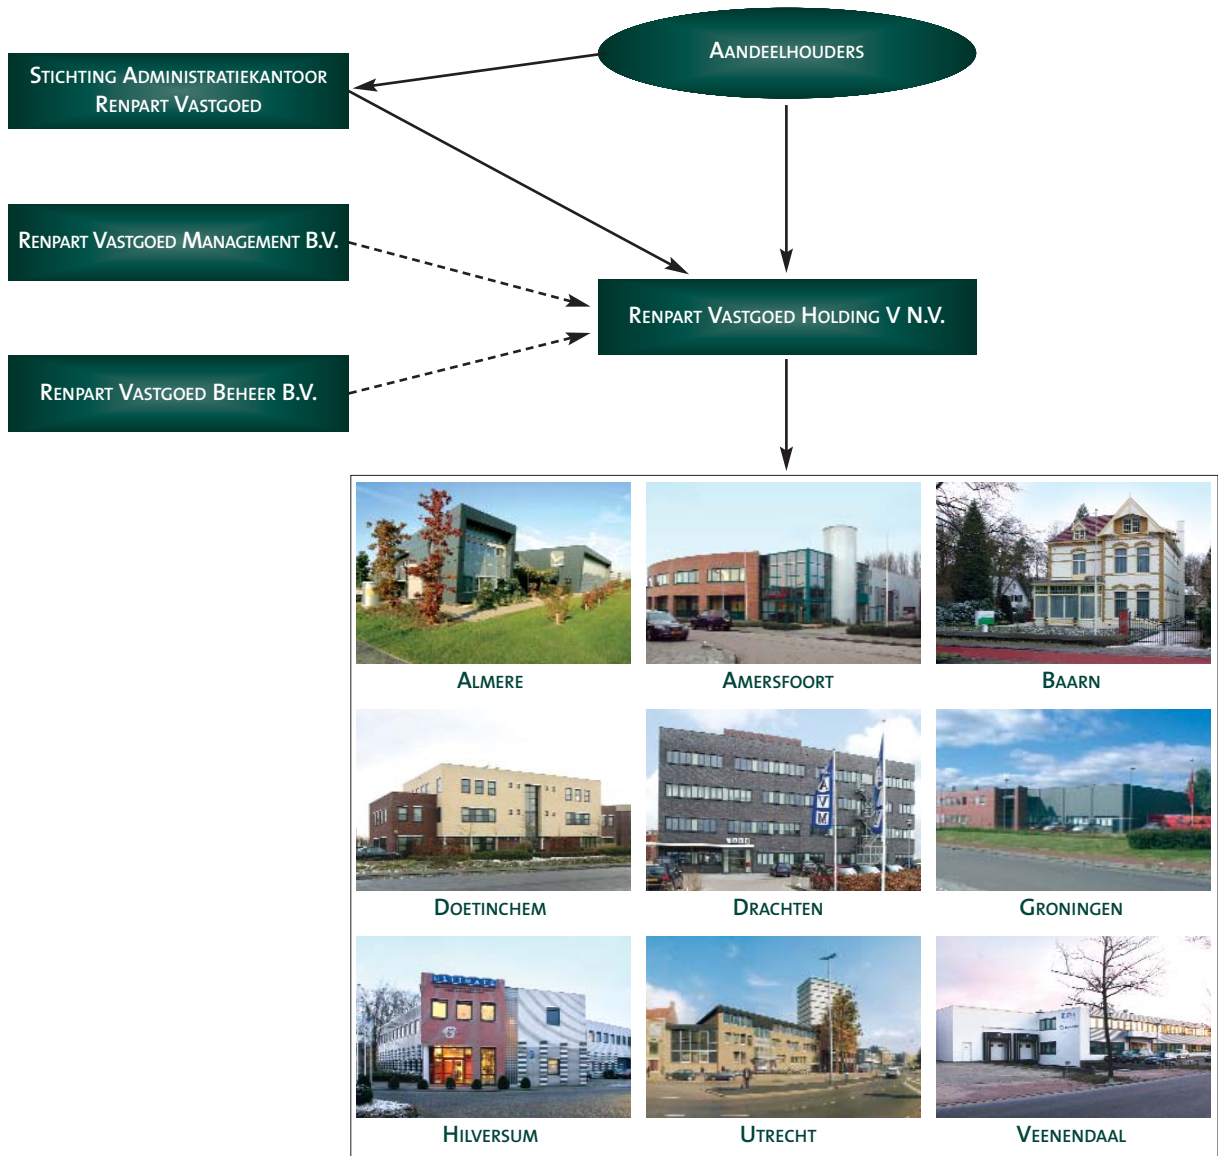 Aandeelhouders
Stichting Administratiekantoor
Renpart Vastgoed
Renpart Vastgoed Management B.V.
Renpart Vastgoed Holding V N.V.
Renpart Vastgoed Beheer B.V.
Almere
Amersfoort
Baarn
AVM
Doetinchem
Drachten
Groningen
Hilversum
Utrecht
Veenendaal